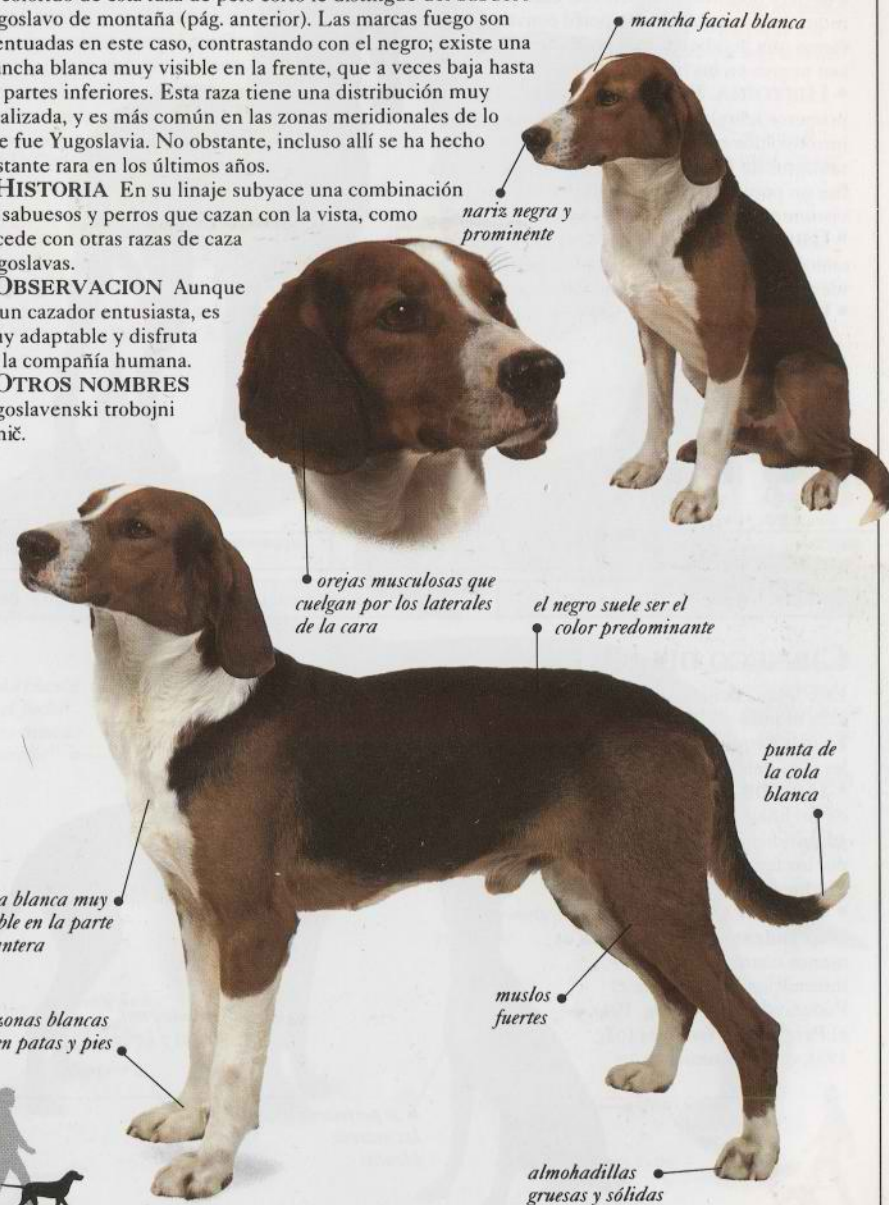 goslavo de montaña (pág. anterior). Las marcas fuego son
entuadas en este caso, contrastando con el negro; existe una
ncha blanca muy visible en la frente, que a veces baja hasta
partes inferiores. Esta raza tiene una distribución muy
alizada, y es más común en las zonas meridionales de lo
e fue Yugoslavia. No obstante, incluso allí se ha hecho
stante rara en los últimos años.
HISTORIA En su linaje subyace una combinación
sabuesos y perros que cazan con la vista, como
cede con otras razas de caza
goslavas.
OBSERVACION Aunque
un cazador entusiasta, es
uy adaptable y disfruta
la compañía humana.
OTROS NOMBRES
goslavenski trobojni
nič.
mancha facial blanca
nariz negra y
prominente
orejas musculosas que
cuelgan por los laterales
de la cara
el negro suele ser el
color predominante
punta de
la cola
blanca
a blanca muy
ble en la parte
ntera
zonas blancas
en patas y pies
muslos
fuertes
almohadillas
gruesas y sólidas